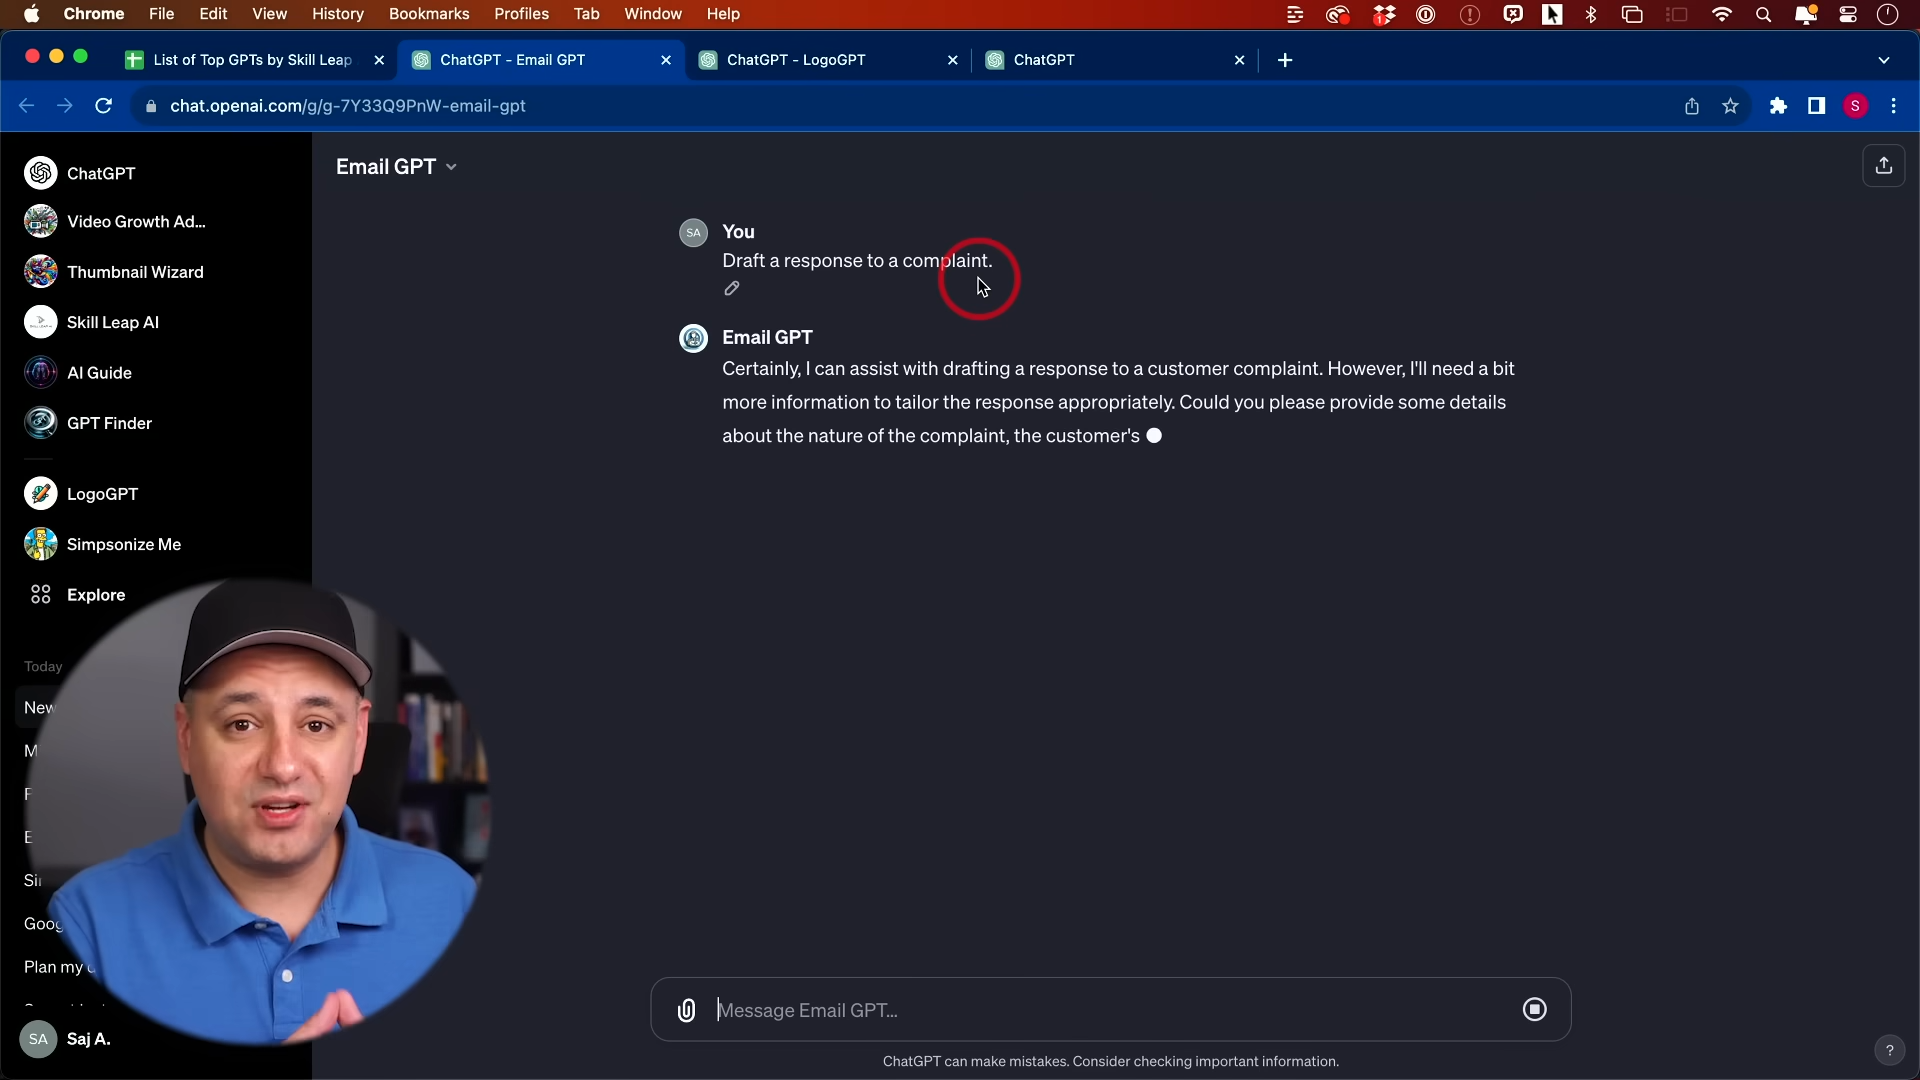 Chrome File Edit View History Bookmarks Profiles Tab Window Help
List of Top GPTs by Skill Leap
ChatGPT - Email GPT
ChatGPT - LogoGPT
ChatGPT
chat.openai.com/g/g-7Y33Q9PnW-email-gpt
S
ChatGPT
Video Growth Ad...
Thumbnail Wizard
Skill Leap AI
AI Guide
GPT Finder
LogoGPT
Simpsonize Me
Explore
Today
New
M
Goog
Plan my
SA
Saj A.
Email GPT
SA
You
Draft a response to a complaint.
Email GPT
Certainly, I can assist with drafting a response to a customer complaint. However, I'll need a bit
more information to tailor the response appropriately. Could you please provide some details
about the nature of the complaint, the customer's
Message Email GPT...
ChatGPT can make mistakes. Consider checking important information.
?